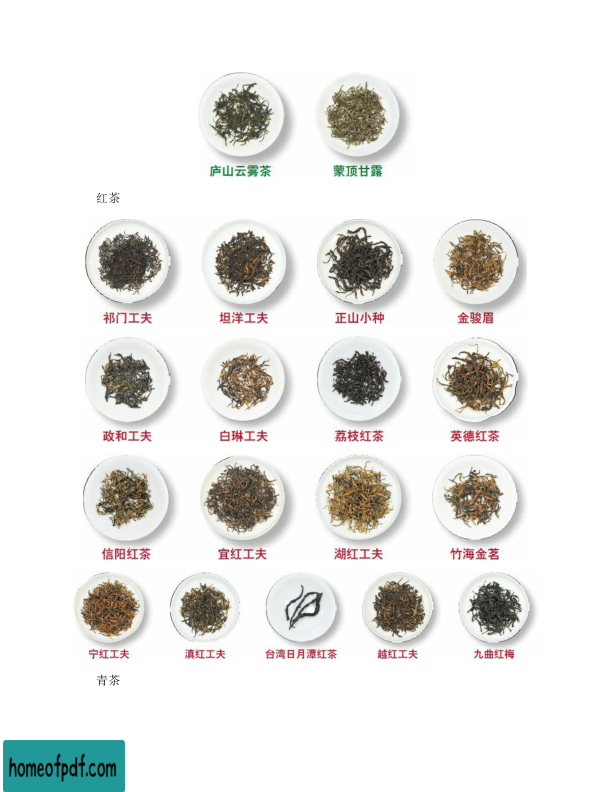 庐山云雾茶 蒙顶甘露
红茶
祁门工夫 坦洋工夫 正山小种 金骏眉
政和工夫 白琳工夫 荔枝红茶 英德红茶
信阳红茶 宜红工夫 湖红工夫 竹海金茗
宁红工夫 滇红工夫 台湾日月潭红茶 越红工夫 九曲红梅
青茶
homeofpdf.com